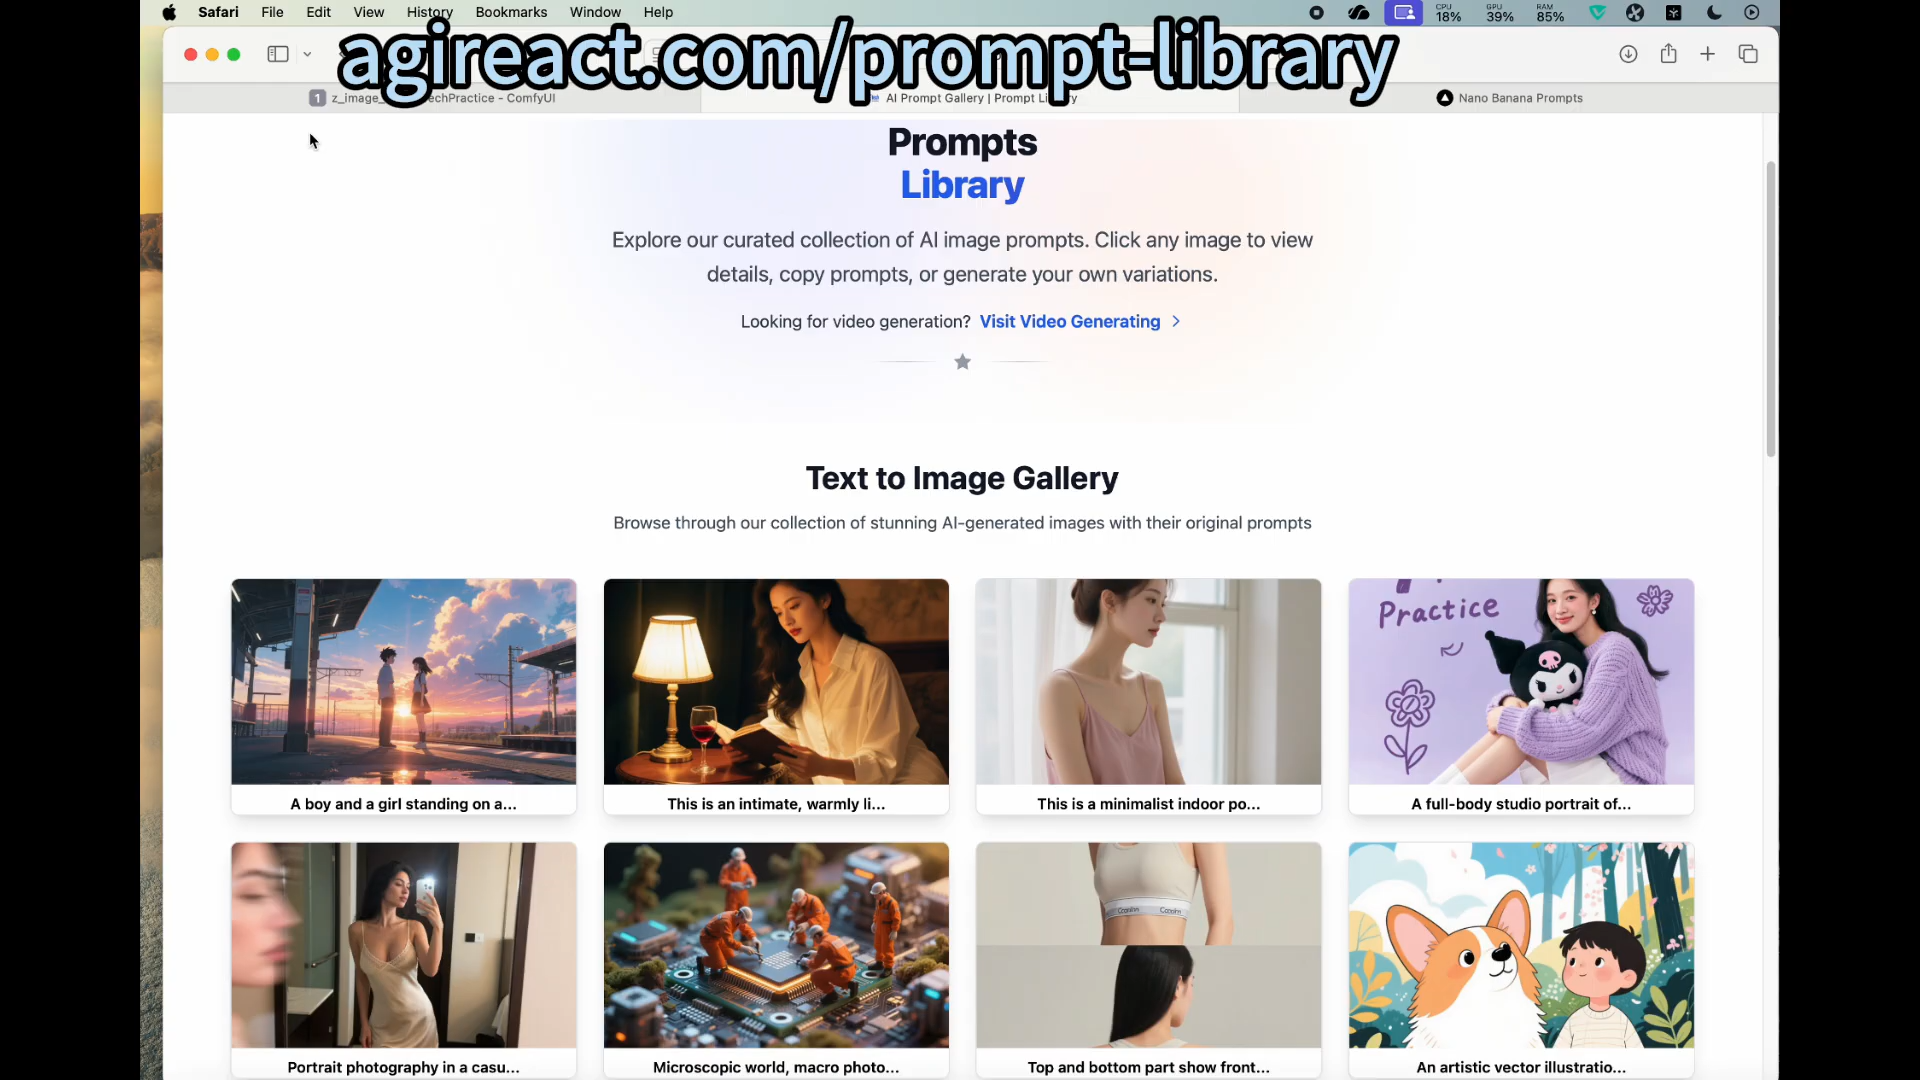 Safari File Edit View History Bookmarks Window Help
CPU 18% GPU 39% RAM 85%
agireact.com/prompt-library
1 z_image_ echPractice - ComfyUI
AI Prompt Gallery | Prompt Li y
Nano Banana Prompts
Prompts
Library
Explore our curated collection of AI image prompts. Click any image to view
details, copy prompts, or generate your own variations.
Looking for video generation? Visit Video Generating >
Text to Image Gallery
Browse through our collection of stunning AI-generated images with their original prompts
Practice
A boy and a girl standing on a...
This is an intimate, warmly li...
This is a minimalist indoor po...
A full-body studio portrait of...
Portrait photography in a casu...
Microscopic world, macro photo...
Top and bottom part show front...
An artistic vector illustratio...